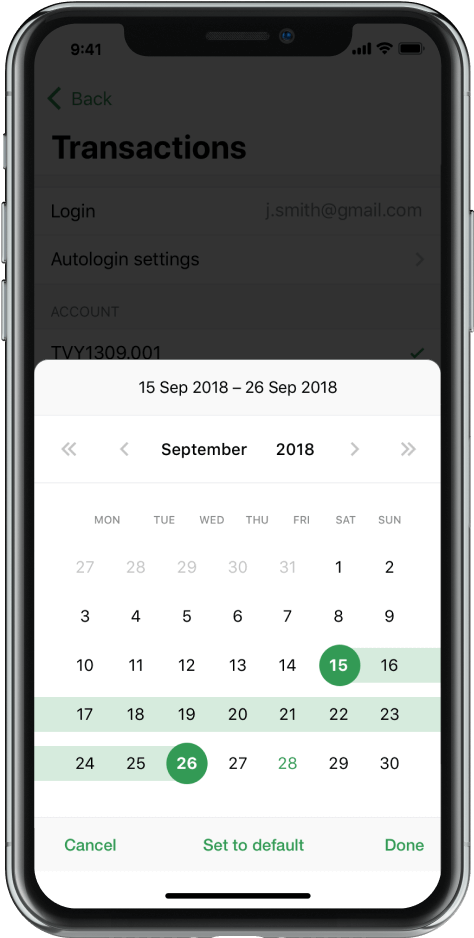 9:41
Back
Transactions
Login j.smith@gmail.com
Autologin settings
ACCOUNT
TVY1309.001
15 Sep 2018 – 26 Sep 2018
September 2018
MON TUE WED THU FRI SAT SUN
27 28 29 30 31 1 2
3 4 5 6 7 8 9
10 11 12 13 14 15 16
17 18 19 20 21 22 23
24 25 26 27 28 29 30
Cancel Set to default Done